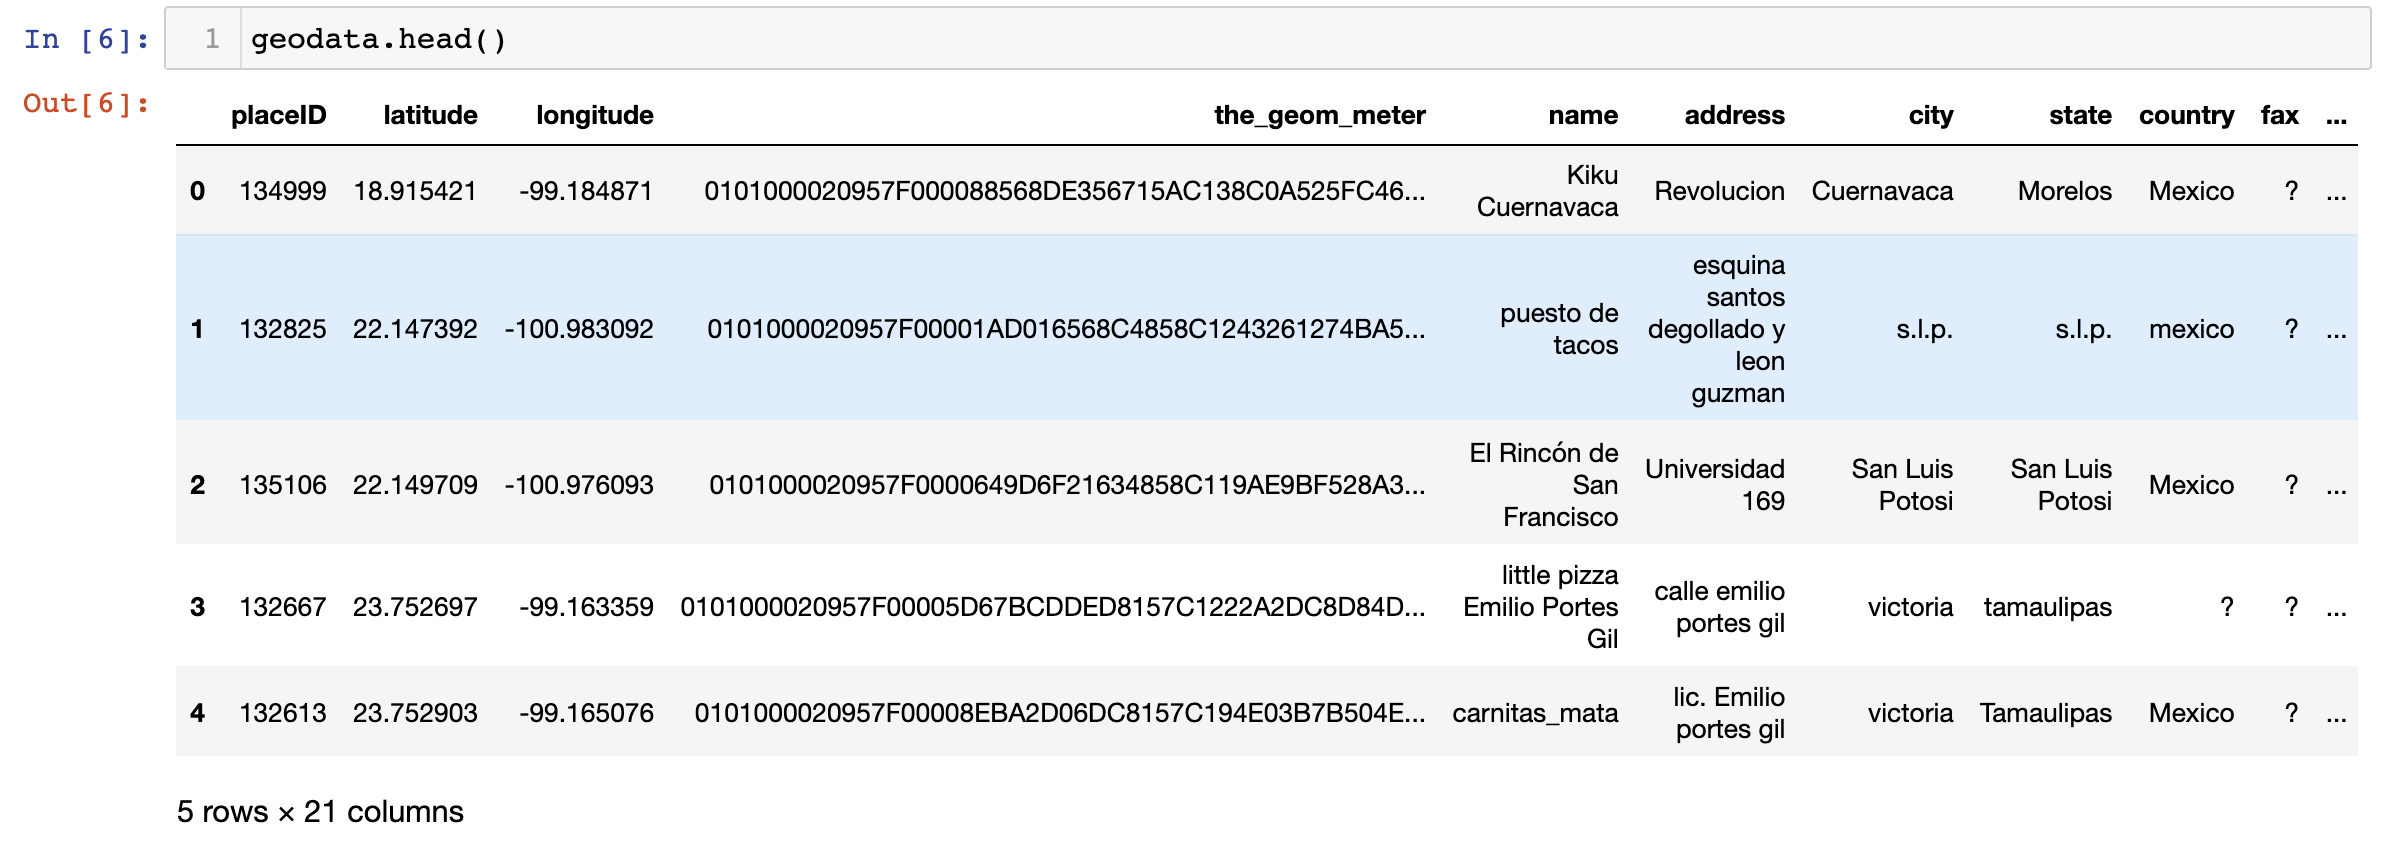 In [6]: 1 geodata.head()
Out[6]:
placeID latitude longitude the_geom_meter name address city state country fax ...
0 134999 18.915421 -99.184871 0101000020957F000088568DE356715AC138C0A525FC46... Kiku Cuernavaca Revolucion Cuernavaca Morelos Mexico ? ...
1 132825 22.147392 -100.983092 0101000020957F00001AD016568C4858C1243261274BA5... puesto de tacos esquina santos degollado y leon guzman s.l.p. s.l.p. mexico ? ...
2 135106 22.149709 -100.976093 0101000020957F0000649D6F21634858C119AE9BF528A3... El Rincón de San Francisco Universidad 169 San Luis Potosi San Luis Potosi Mexico ? ...
3 132667 23.752697 -99.163359 0101000020957F00005D67BCDDED8157C1222A2DC8D84D... little pizza Emilio Portes Gil calle emilio portes gil victoria tamaulipas ? ? ...
4 132613 23.752903 -99.165076 0101000020957F00008EBA2D06DC8157C194E03B7B504E... carnitas_mata lic. Emilio portes gil victoria Tamaulipas Mexico ? ...
5 rows × 21 columns